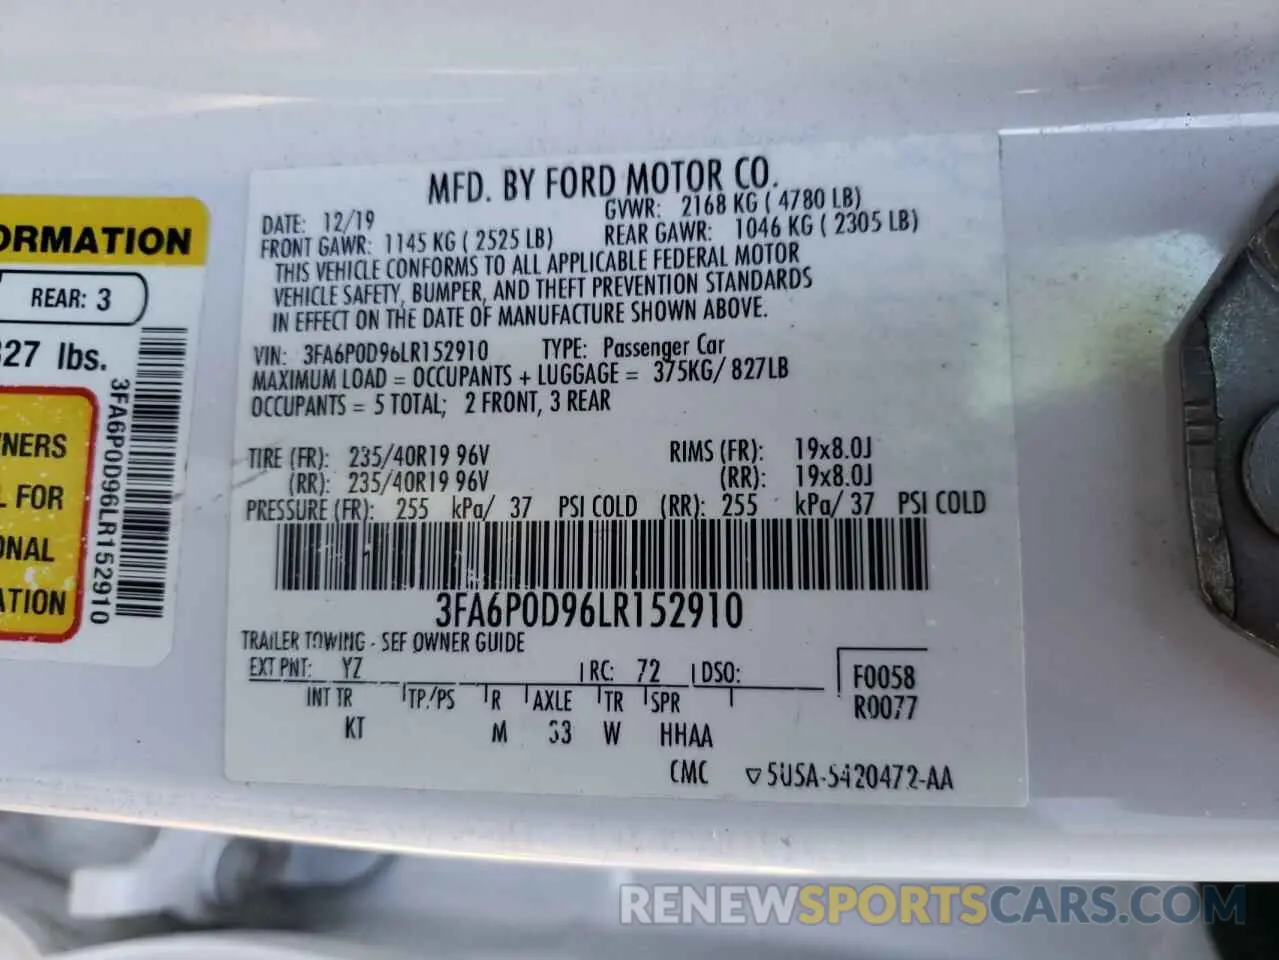 ORMATION
REAR: 3
327 lbs.
3FA6P0D96LR152910
NERS
L FOR
ONAL
ATION
MFD. BY FORD MOTOR CO.
DATE: 12/19 GVWR: 2168 KG ( 4780 LB)
FRONT GAWR: 1145 KG ( 2525 LB) REAR GAWR: 1046 KG ( 2305 LB)
THIS VEHICLE CONFORMS TO ALL APPLICABLE FEDERAL MOTOR
VEHICLE SAFETY, BUMPER, AND THEFT PREVENTION STANDARDS
IN EFFECT ON THE DATE OF MANUFACTURE SHOWN ABOVE.
VIN: 3FA6P0D96LR152910 TYPE: Passenger Car
MAXIMUM LOAD = OCCUPANTS + LUGGAGE = 375KG/ 827LB
OCCUPANTS = 5 TOTAL; 2 FRONT, 3 REAR
TIRE (FR): 235/40R19 96V RIMS (FR): 19x8.0J
(RR): 235/40R19 96V (RR): 19x8.0J
PRESSURE (FR): 255 kPa/ 37 PSI COLD (RR): 255 kPa/ 37 PSI COLD
3FA6P0D96LR152910
TRAILER TOWING - SEE OWNER GUIDE
EXT PNT: YZ RC: 72 DSO: F0058
INT TR TP/PS R AXLE TR SPR R0077
KT M 33 W HHAA
CMC ▽5U5A-5420472-AA
RENEWSPORTSCARS.COM